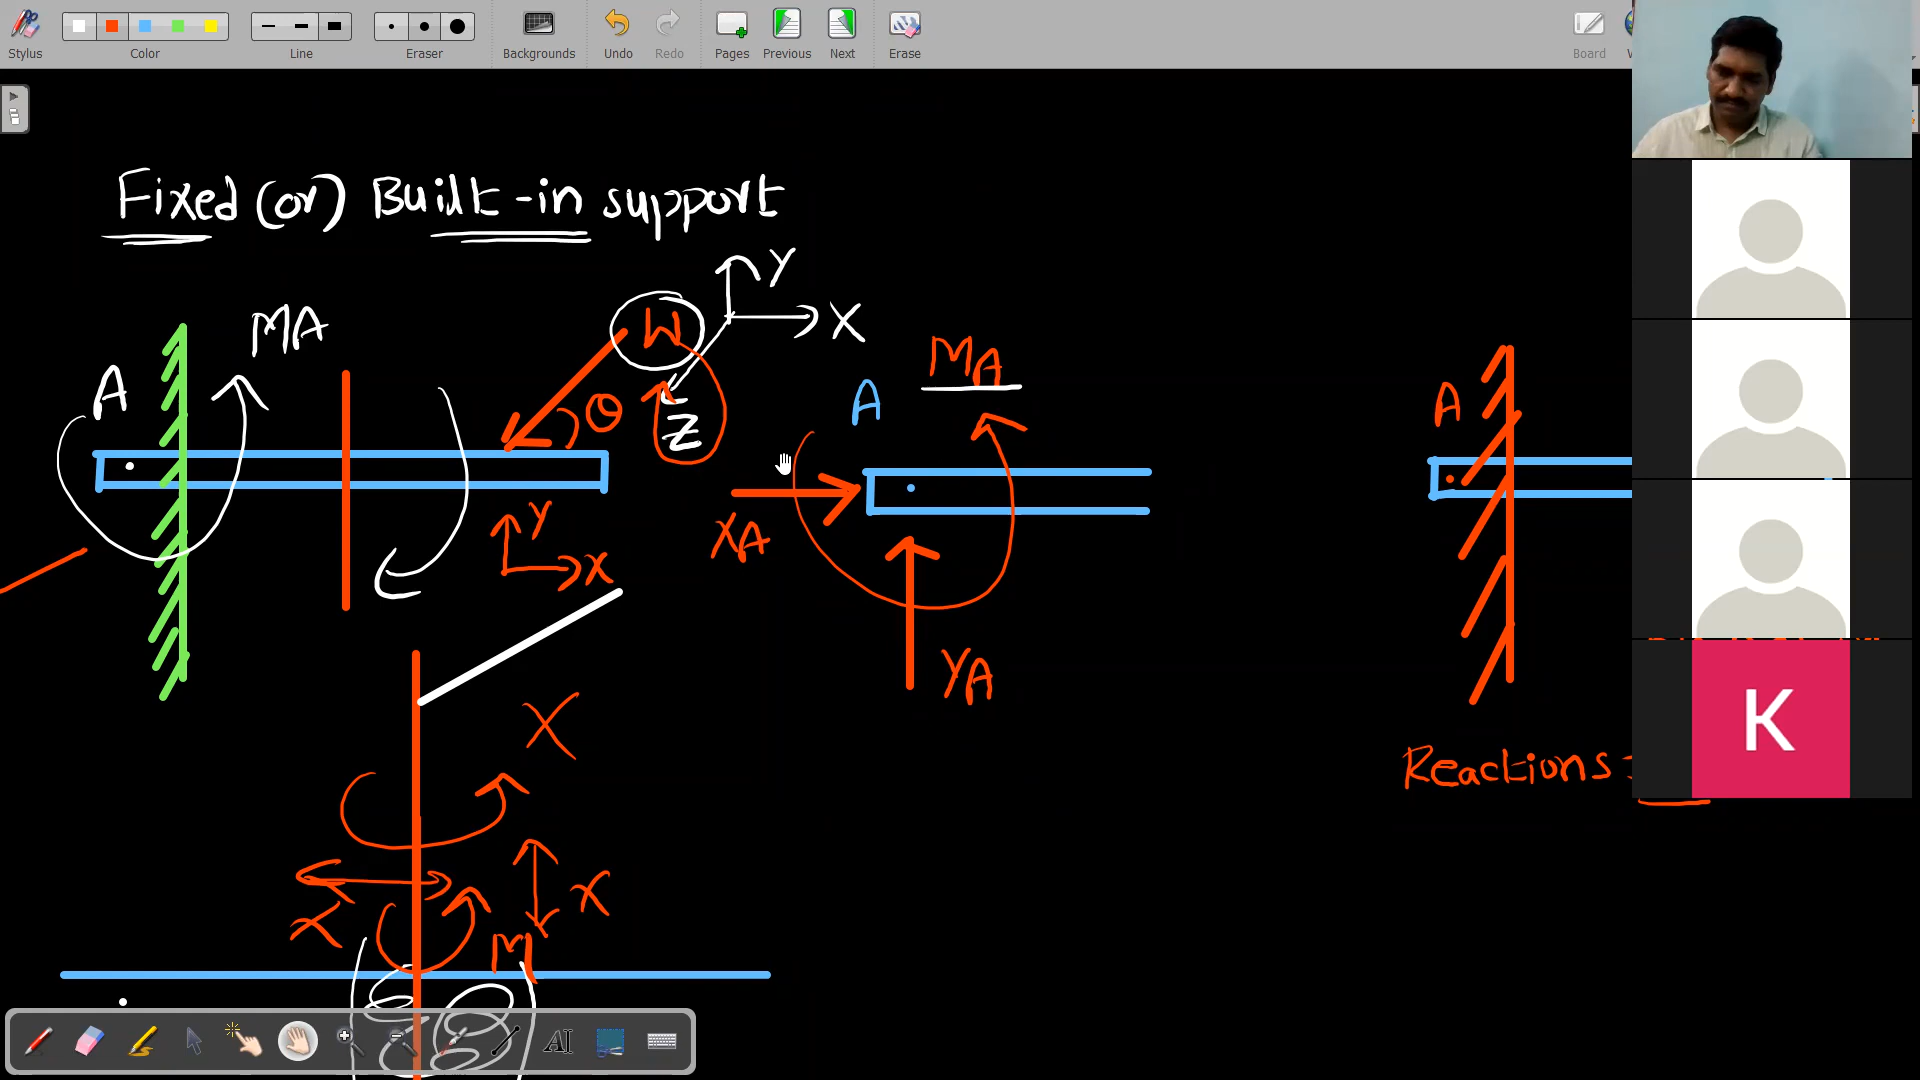 Stylus
Color
Line
Eraser
Backgrounds
Undo
Redo
Pages
Previous
Next
Erase
Board
Fixed (or) Built-in support
Y
X
Z
MA
A
W
θ
Y
X
MA
A
XA
YA
A
X
X
X
M
Reactions
K
AI